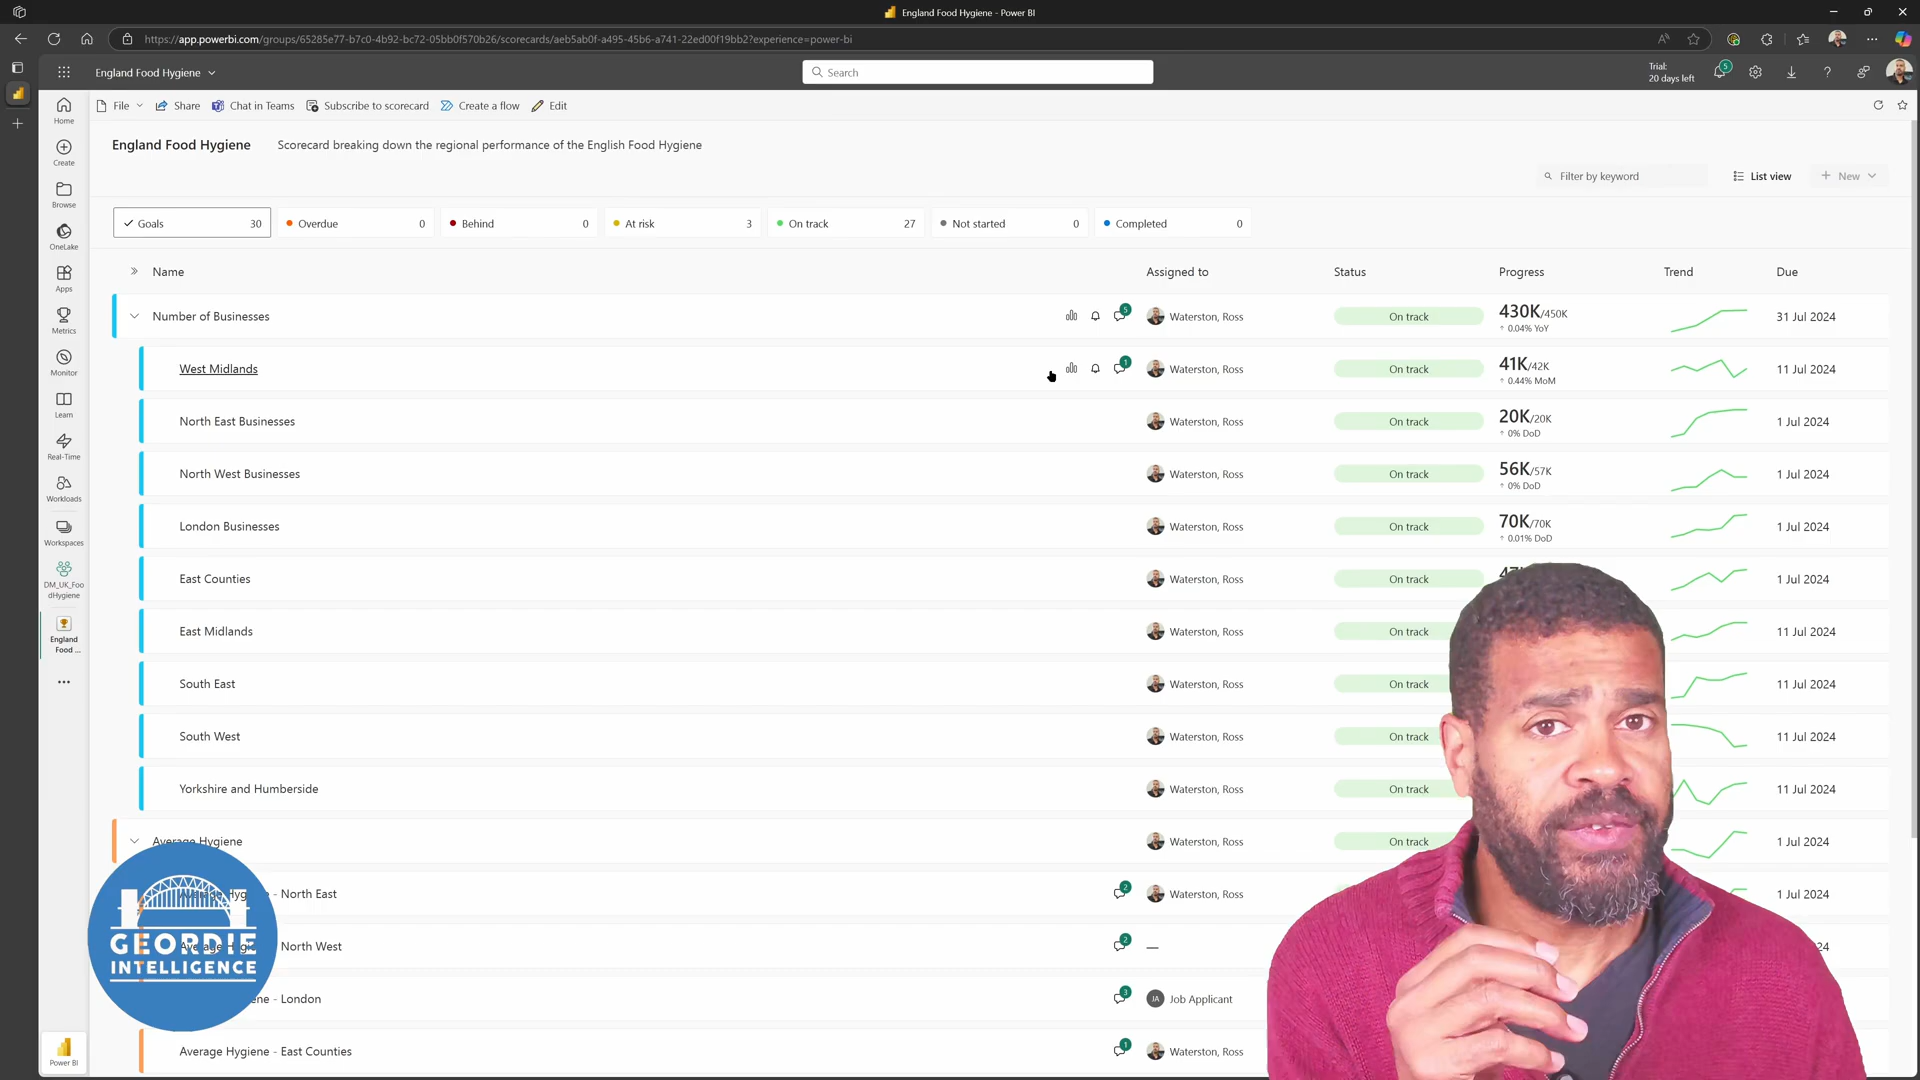 England Food Hygiene - Power BI
https://app.powerbi.com/groups/65285e77-b7c0-4b92-bc72-05bb0f570b26/scorecards/aeb5ab0f-a495-45b6-a741-22ed00f19bb2?experience=power-bi
England Food Hygiene
Search
Trial:
20 days left
5
File
Share
Chat in Teams
Subscribe to scorecard
Create a flow
Edit
Home
Create
Browse
OneLake
Apps
Metrics
Monitor
Learn
Real-Time
Workloads
Workspaces
DM_UK_Foo
dHygiene
England
Food ...
Power BI
England Food Hygiene
Scorecard breaking down the regional performance of the English Food Hygiene
Filter by keyword
List view
New
Goals 30
Overdue 0
Behind 0
At risk 3
On track 27
Not started 0
Completed 0
Name Assigned to Status Progress Trend Due
Number of Businesses 5 Waterston, Ross On track 430K/450K 31 Jul 2024
↑ 0.04% YoY
West Midlands 1 Waterston, Ross On track 41K/42K 11 Jul 2024
↑ 0.44% MoM
North East Businesses Waterston, Ross On track 20K/20K 1 Jul 2024
↑ 0% DoD
North West Businesses Waterston, Ross On track 56K/57K 1 Jul 2024
↑ 0% DoD
London Businesses Waterston, Ross On track 70K/70K 1 Jul 2024
↑ 0.01% DoD
East Counties Waterston, Ross On track 1 Jul 2024
East Midlands Waterston, Ross On track 11 Jul 2024
South East Waterston, Ross On track 11 Jul 2024
South West Waterston, Ross On track 11 Jul 2024
Yorkshire and Humberside Waterston, Ross On track 11 Jul 2024
Average Hygiene Waterston, Ross On track 1 Jul 2024
- North East 2 Waterston, Ross 1 Jul 2024
North West 2 — 24
- London 3 JA Job Applicant
Average Hygiene - East Counties 1 Waterston, Ross
GEORDIE
INTELLIGENCE